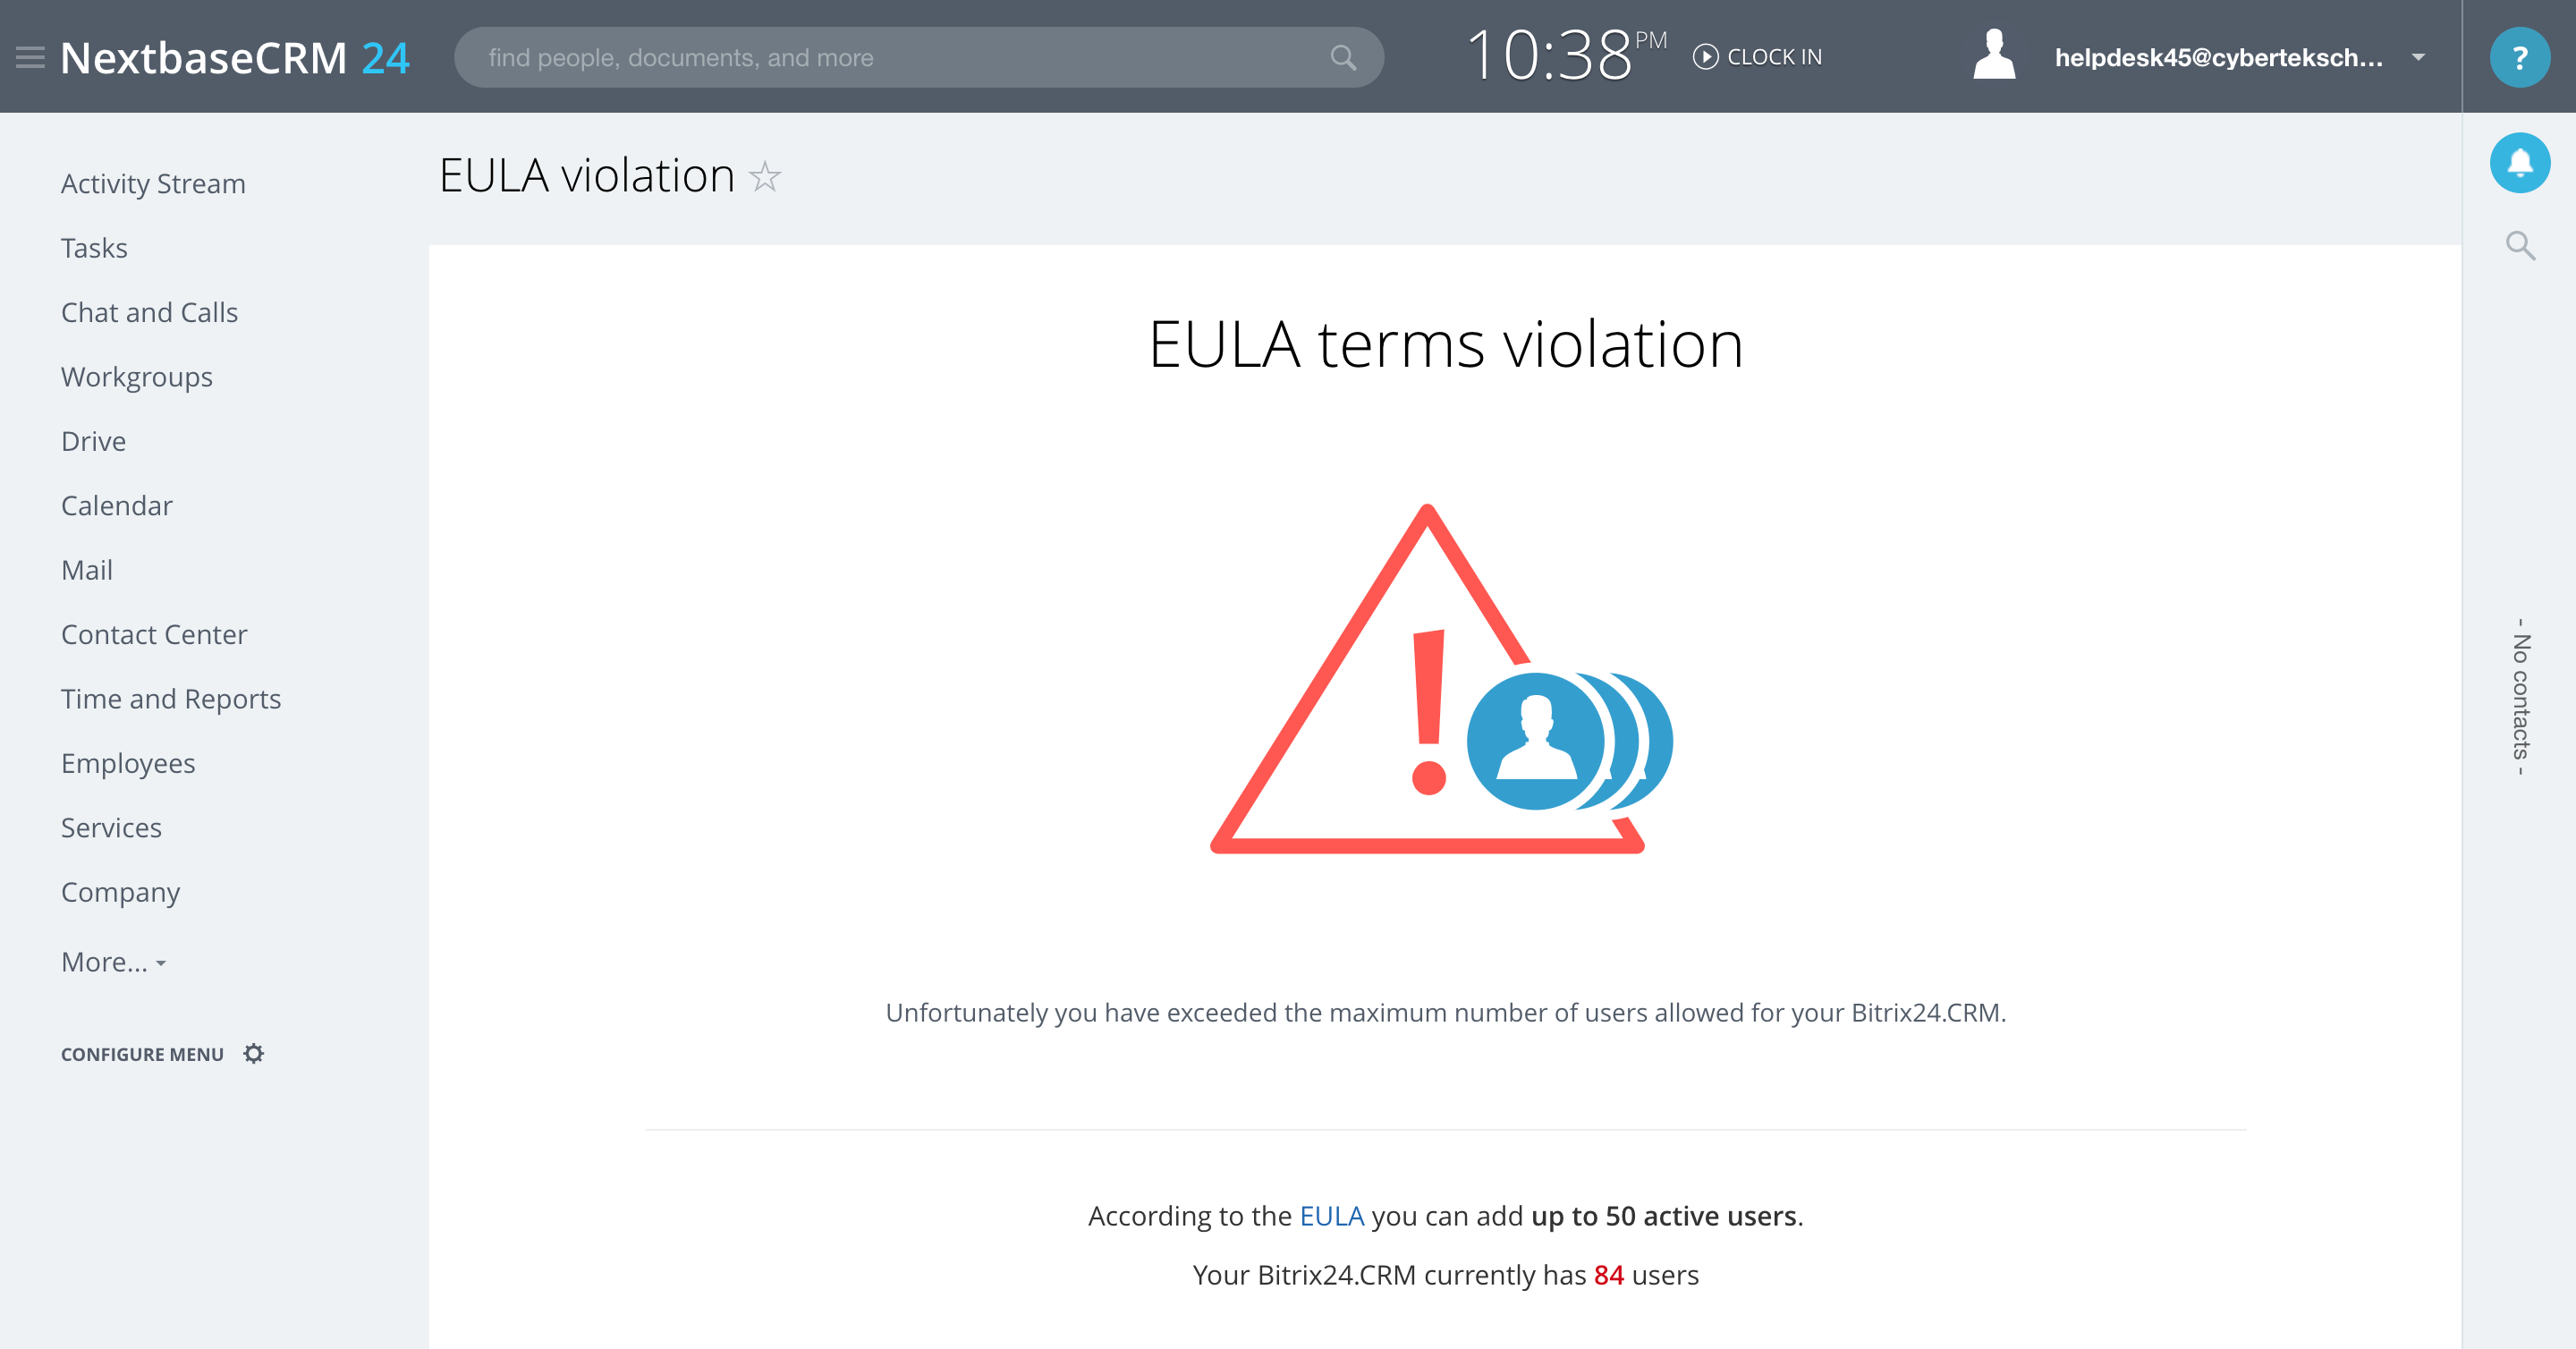 NextbaseCRM 24
find people, documents, and more
10:38 PM
CLOCK IN
helpdesk45@cyberteksch...
?
Activity Stream
Tasks
Chat and Calls
Workgroups
Drive
Calendar
Mail
Contact Center
Time and Reports
Employees
Services
Company
More...
CONFIGURE MENU
EULA violation
EULA terms violation
!
Unfortunately you have exceeded the maximum number of users allowed for your Bitrix24.CRM.
According to the EULA you can add up to 50 active users.
Your Bitrix24.CRM currently has 84 users
- No contacts -